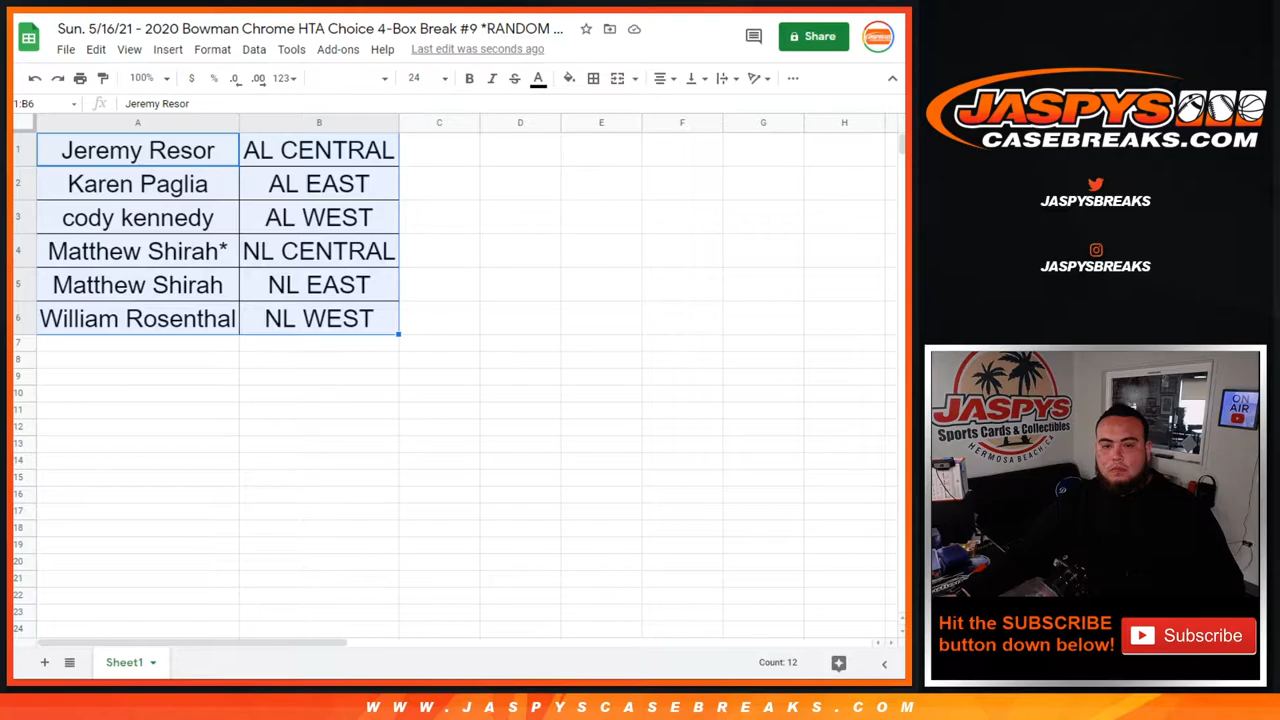 Sun. 5/16/21 - 2020 Bowman Chrome HTA Choice 4-Box Break #9 *RANDOM ...
File Edit View Insert Format Data Tools Add-ons Help Last edit was seconds ago
Share
100% $ % .0 .00 123 24 B I S A
1:B6 fx Jeremy Resor
A B C D E F G H
1 Jeremy Resor AL CENTRAL
2 Karen Paglia AL EAST
3 cody kennedy AL WEST
4 Matthew Shirah* NL CENTRAL
5 Matthew Shirah NL EAST
6 William Rosenthal NL WEST
7
8
9
10
11
12
13
14
15
16
17
18
19
20
21
22
23
24
Sheet1 Count: 12
JASPYS
CASEBREAKS.COM
JASPYSBREAKS
JASPYSBREAKS
JASPYS
Sports Cards & Collectibles
HERMOSA BEACH, CA
ON
AIR
Hit the SUBSCRIBE
button down below!
Subscribe
WWW.JASPYSCASEBREAKS.COM